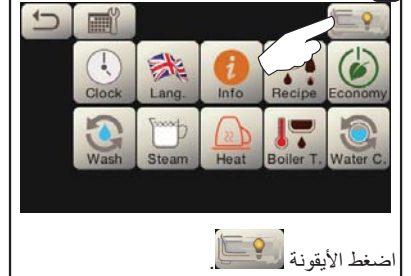 Clock Lang. Info Recipe Economy
Wash Steam Heat Boiler T. Water C.
اضغط الأيقونة .